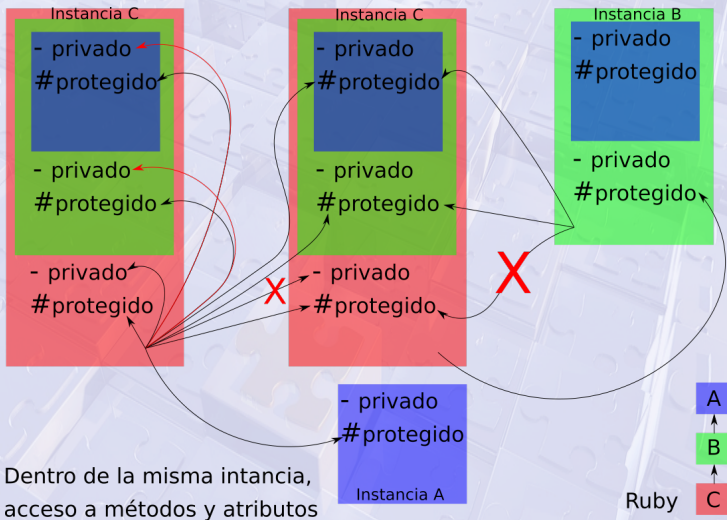 Instancia C
- privado
#protegido
- privado
#protegido
- privado
#protegido
Instancia C
- privado
#protegido
- privado
#protegido
- privado
#protegido
X
Instancia B
- privado
#protegido
- privado
#protegido
X
- privado
#protegido
Instancia A
Dentro de la misma intancia,
acceso a métodos y atributos
A
B
C
Ruby